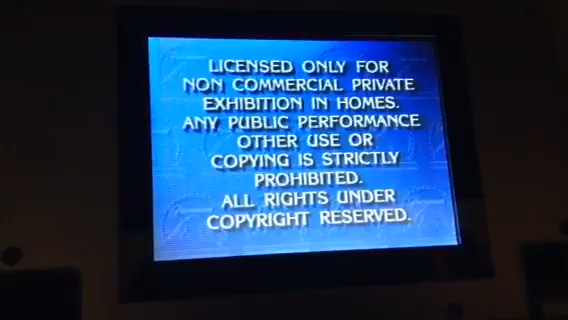 LICENSED ONLY FOR
NON COMMERCIAL PRIVATE
EXHIBITION IN HOMES.
ANY PUBLIC PERFORMANCE
OTHER USE OR
COPYING IS STRICTLY
PROHIBITED.
ALL RIGHTS UNDER
COPYRIGHT RESERVED.